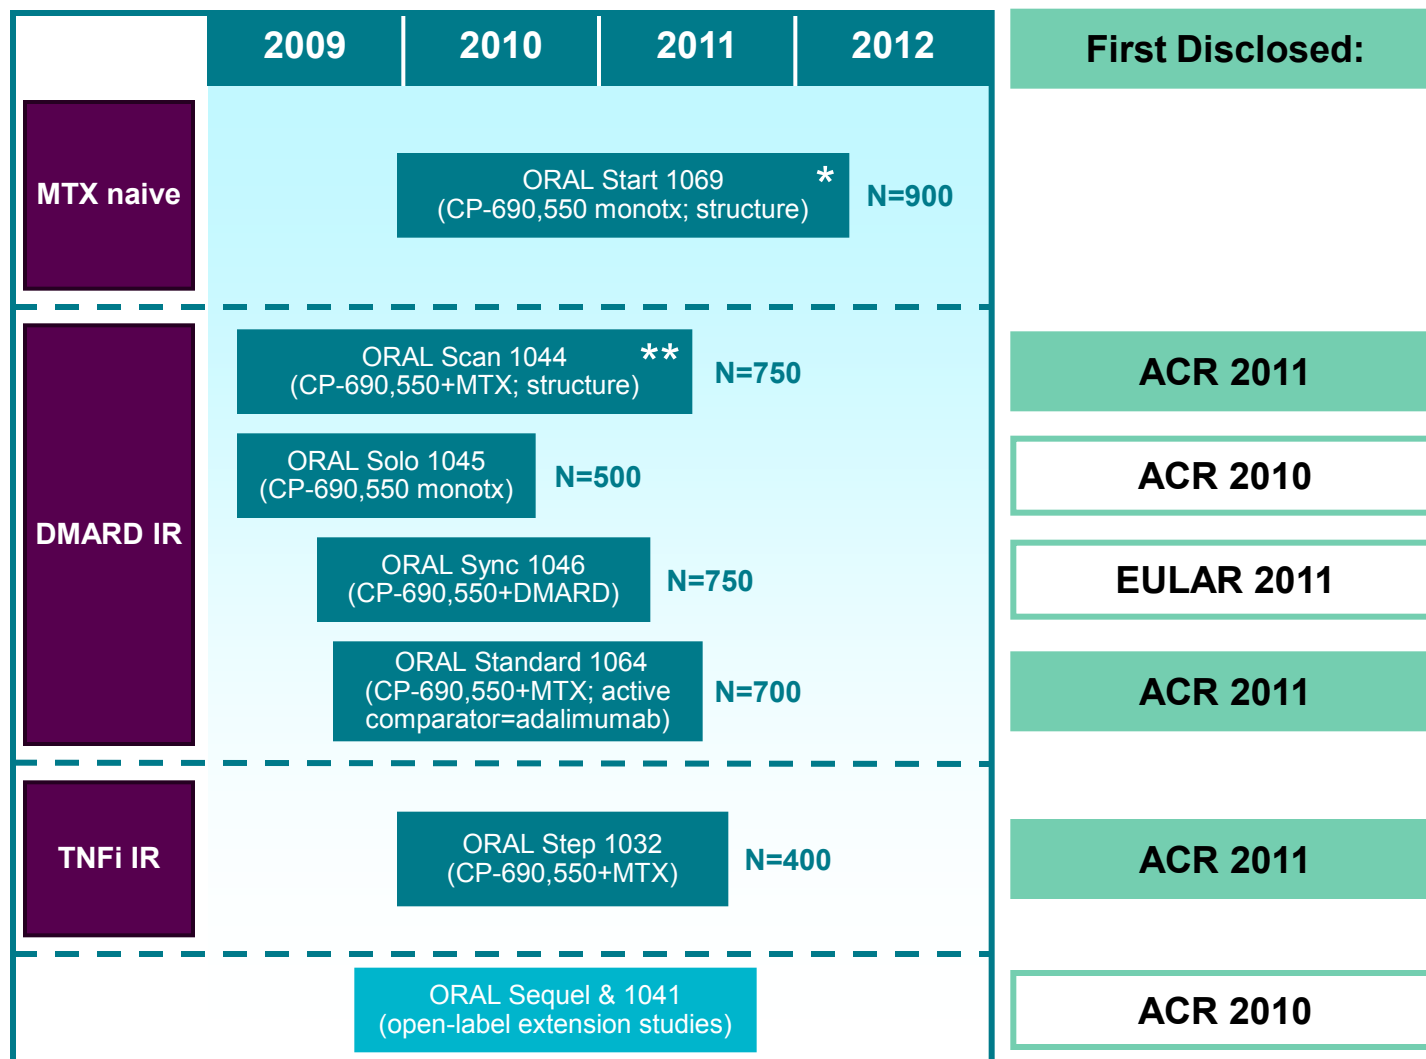 2009
2010
2011
2012
First Disclosed:
MTX naive
ORAL Start 1069
*
(CP-690,550 monotx; structure)
N=900
DMARD IR
ORAL Scan 1044
**
(CP-690,550+MTX; structure)
N=750
ACR 2011
ORAL Solo 1045
(CP-690,550 monotx)
N=500
ACR 2010
ORAL Sync 1046
(CP-690,550+DMARD)
N=750
EULAR 2011
ORAL Standard 1064
(CP-690,550+MTX; active
comparator=adalimumab)
N=700
ACR 2011
TNFi IR
ORAL Step 1032
(CP-690,550+MTX)
N=400
ACR 2011
ORAL Sequel & 1041
(open-label extension studies)
ACR 2010